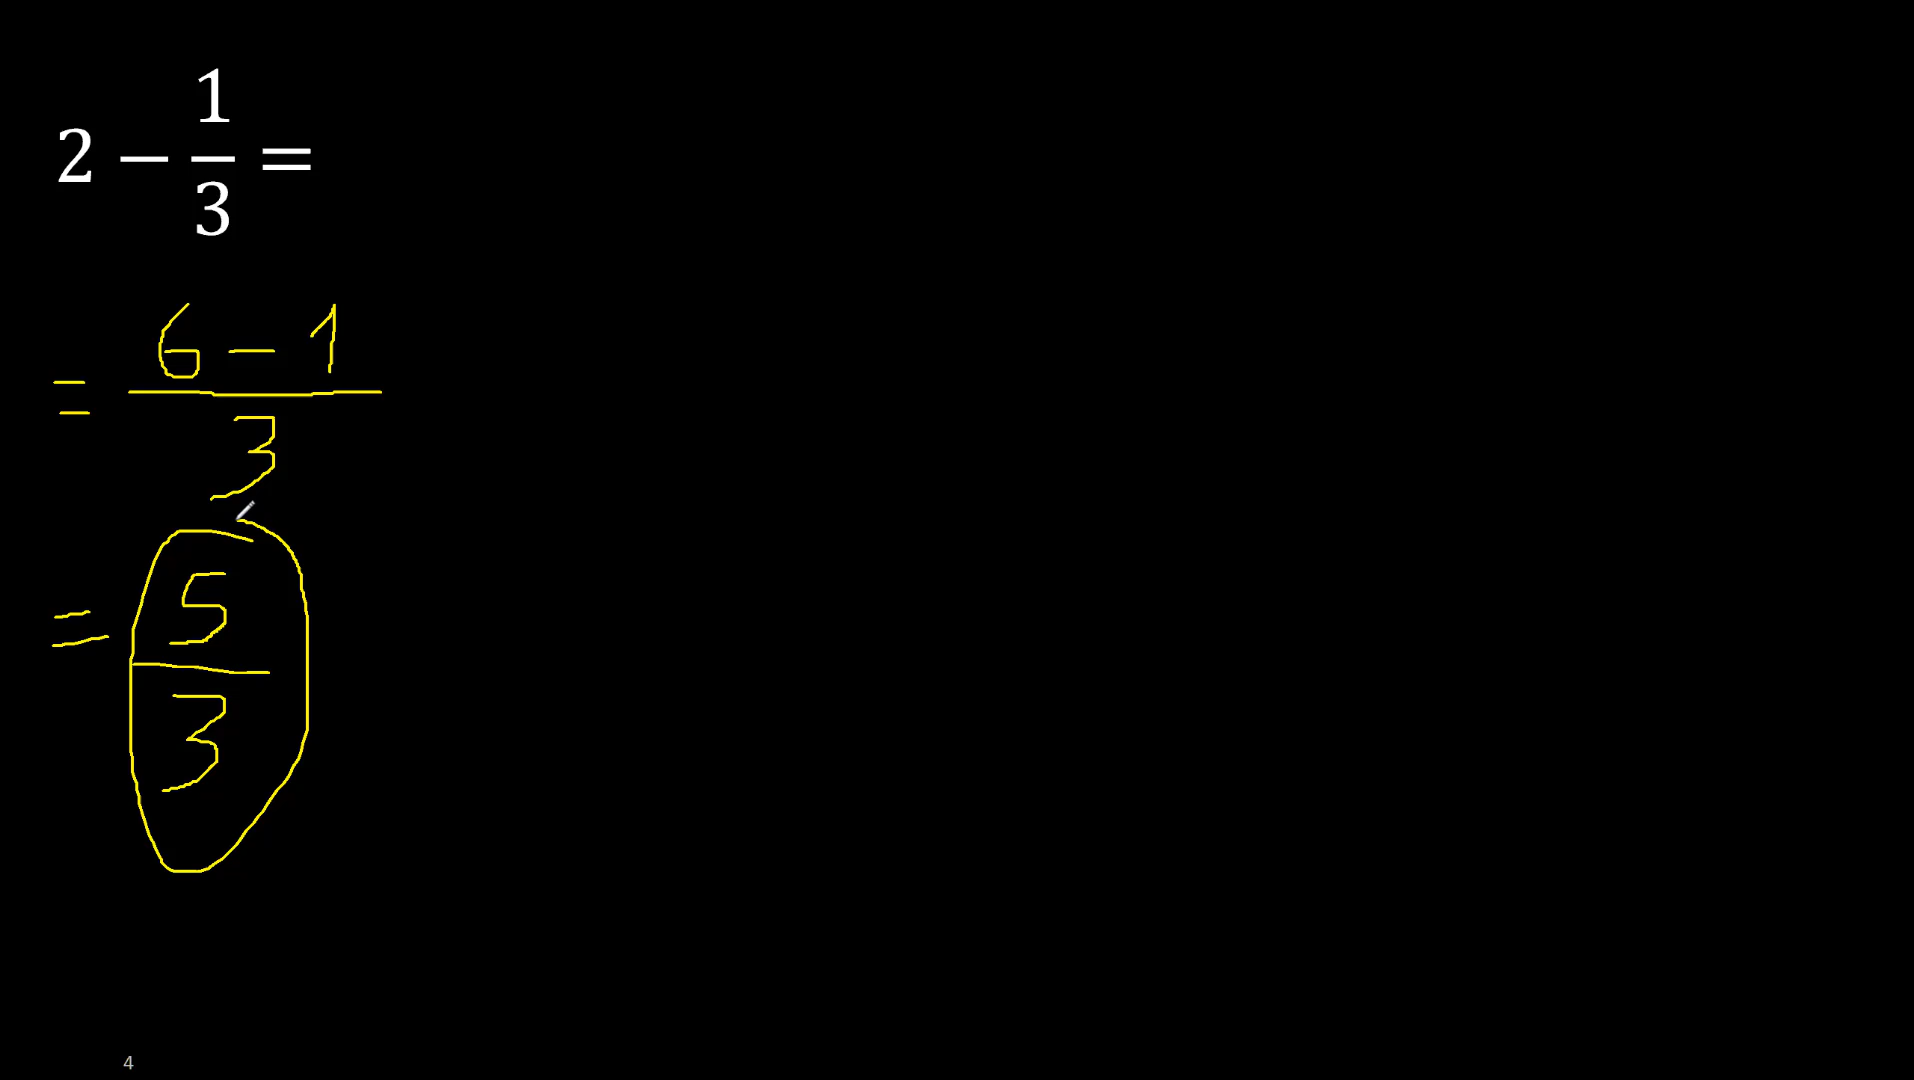 2 − 1/3 =
= 6 − 1 / 3
= 5/3
4